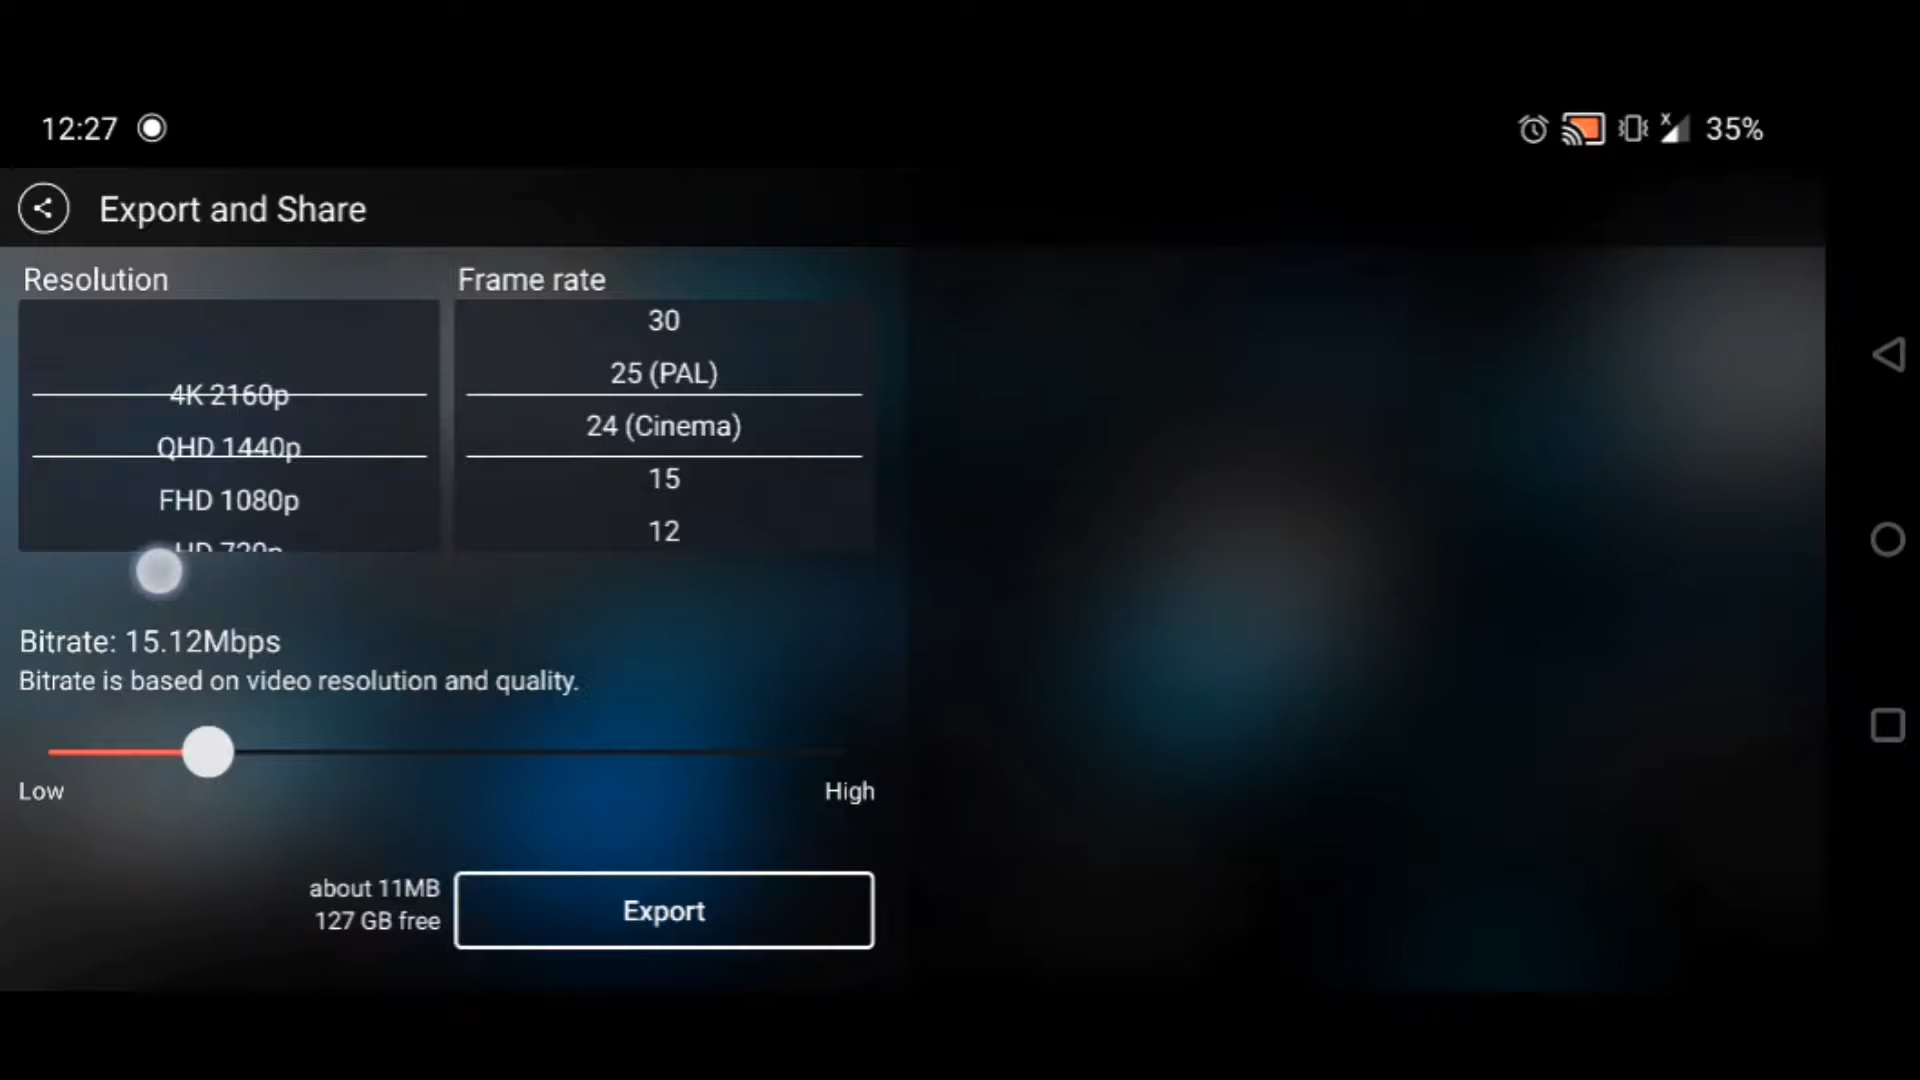 12:27
35%
Export and Share
Resolution
Frame rate
4K 2160p
QHD 1440p
FHD 1080p
HD 720p
30
25 (PAL)
24 (Cinema)
15
12
Bitrate: 15.12Mbps
Bitrate is based on video resolution and quality.
Low
High
about 11MB
127 GB free
Export